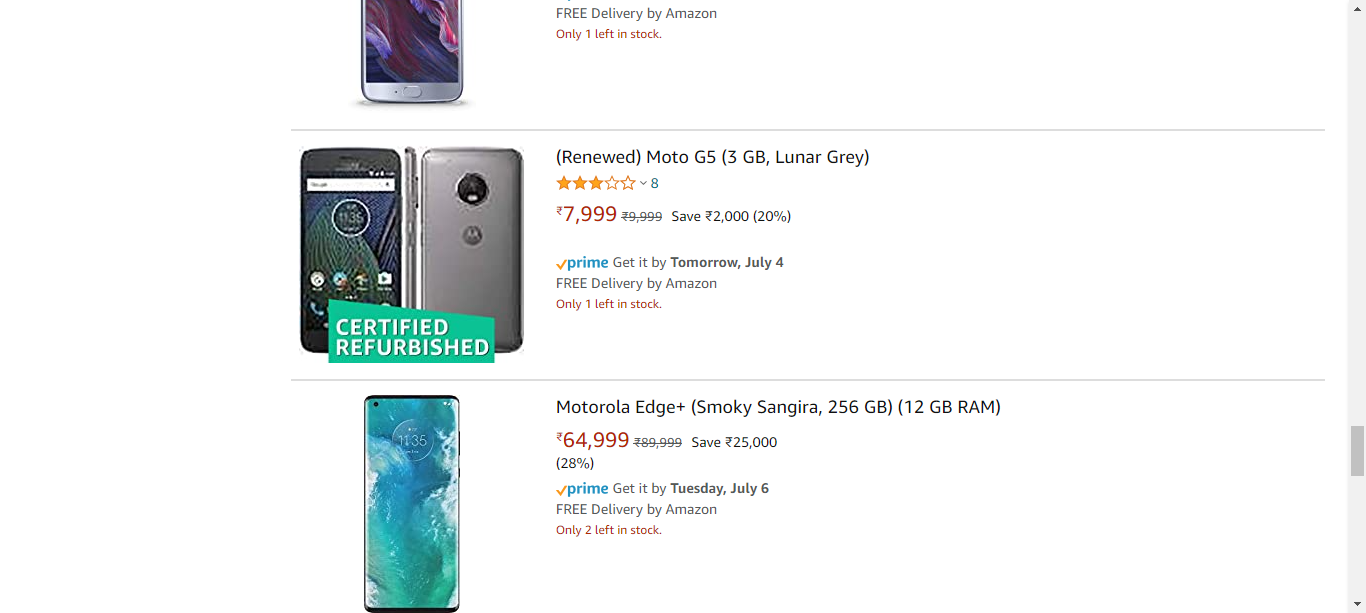 FREE Delivery by Amazon
Only 1 left in stock.
(Renewed) Moto G5 (3 GB, Lunar Grey)
8
₹7,999 ₹9,999 Save ₹2,000 (20%)
prime Get it by Tomorrow, July 4
FREE Delivery by Amazon
Only 1 left in stock.
Google
11:35
CERTIFIED
REFURBISHED
Motorola Edge+ (Smoky Sangira, 256 GB) (12 GB RAM)
₹64,999 ₹89,999 Save ₹25,000
(28%)
prime Get it by Tuesday, July 6
FREE Delivery by Amazon
Only 2 left in stock.
11:35